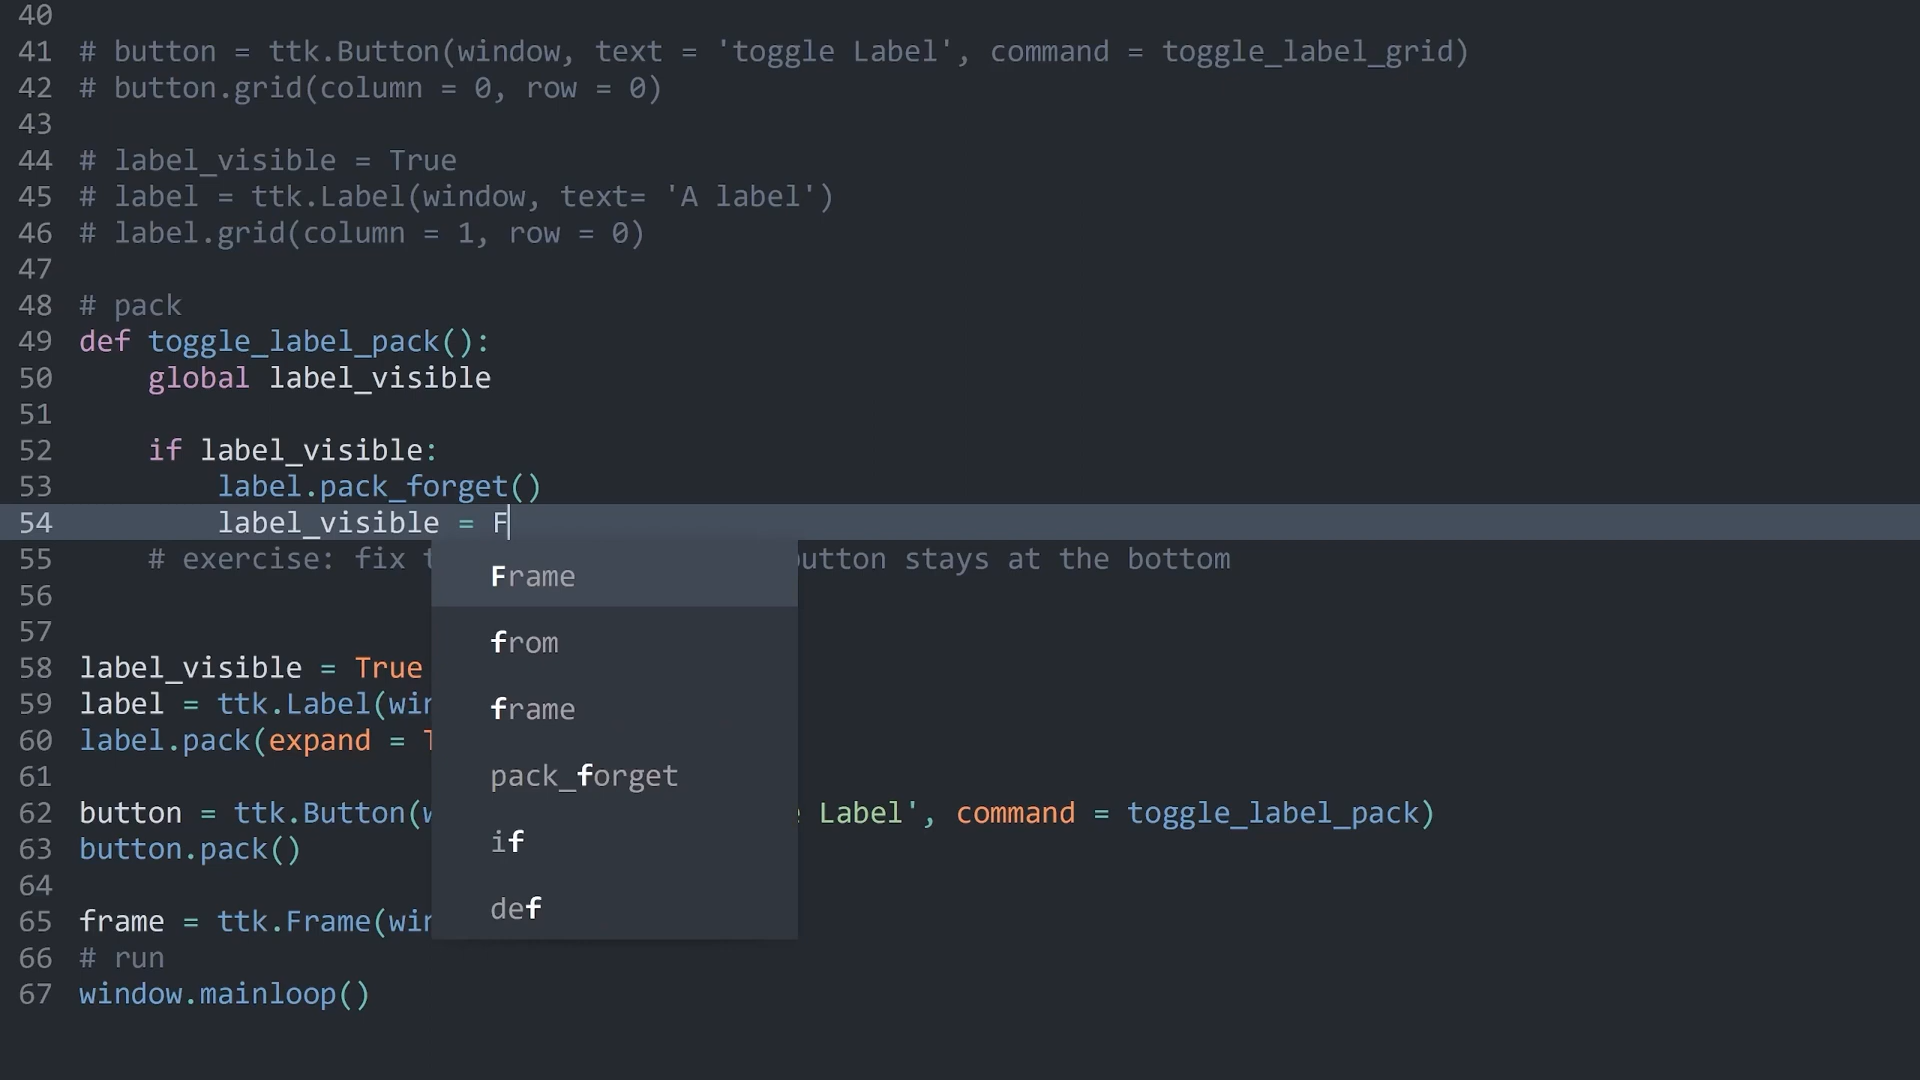 40
41 # button = ttk.Button(window, text = 'toggle Label', command = toggle_label_grid)
42 # button.grid(column = 0, row = 0)
43
44 # label_visible = True
45 # label = ttk.Label(window, text= 'A label')
46 # label.grid(column = 1, row = 0)
47
48 # pack
49 def toggle_label_pack():
50     global label_visible
51
52     if label_visible:
53         label.pack_forget()
54         label_visible = F
55     # exercise: fix button stays at the bottom
Frame
56
57
from
58 label_visible = True
59 label = ttk.Label(
frame
60 label.pack(expand =
61
pack_forget
62 button = ttk.Button( Label', command = toggle_label_pack)
63 button.pack()
if
64
def
65 frame = ttk.Frame(
66 # run
67 window.mainloop()